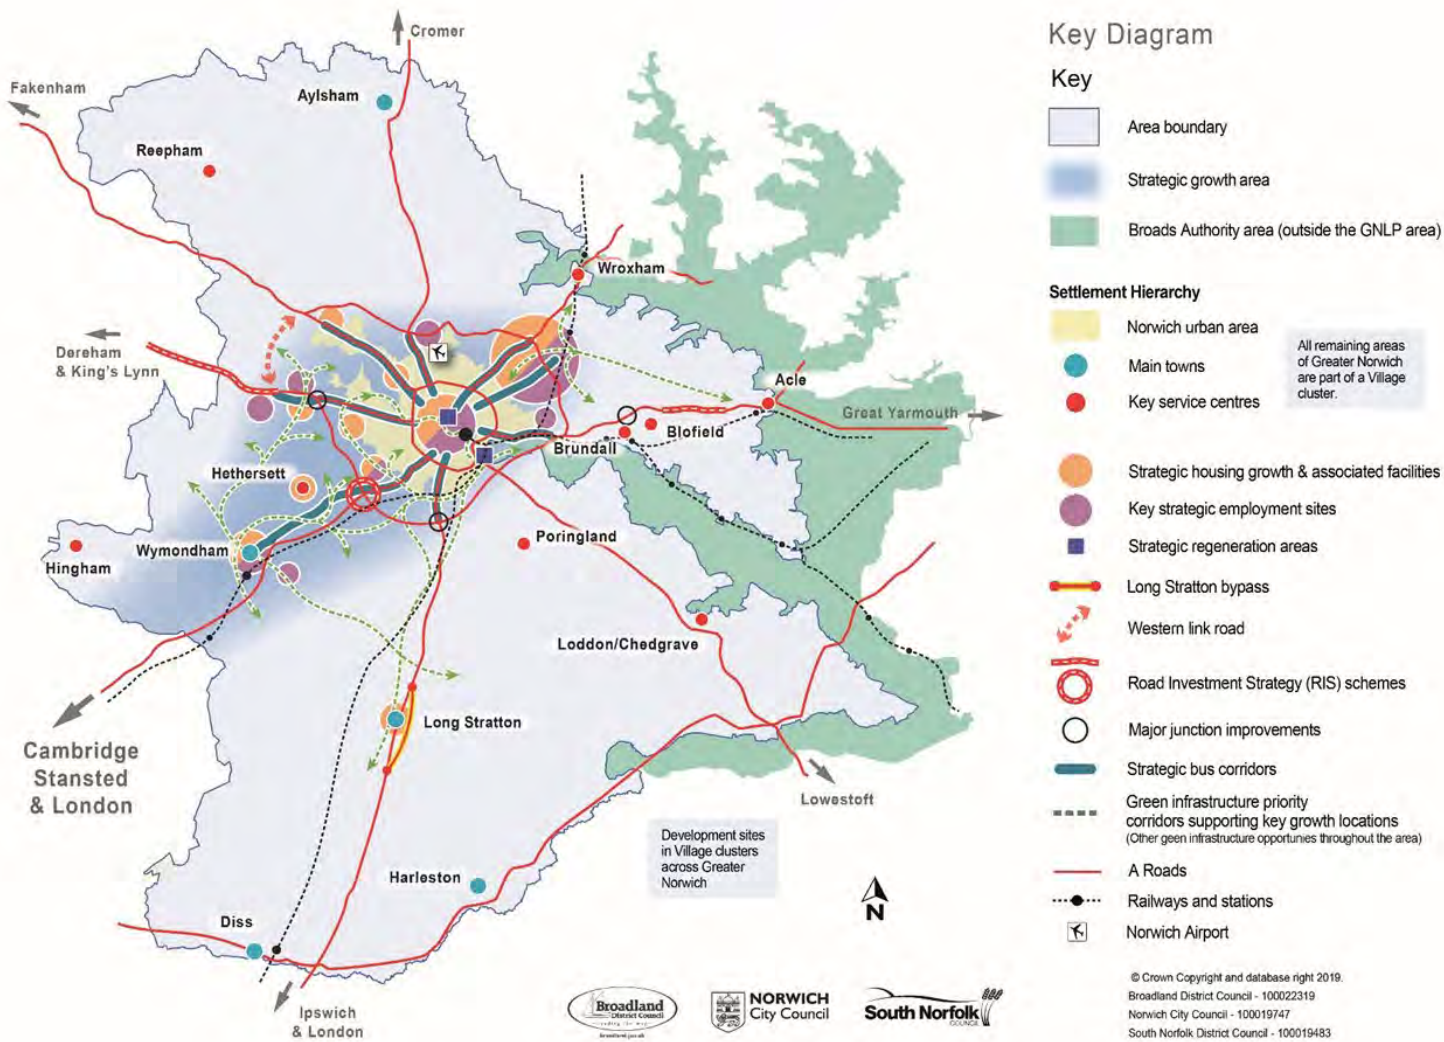 Cromer
Fakenham
Aylsham
Reepham
Wroxham
Dereham
& King's Lynn
Acle
Great Yarmouth
Blofield
Brundall
Hethersett
Poringland
Wymondham
Hingham
Loddon/Chedgrave
Long Stratton
Cambridge
Stansted
& London
Lowestoft
Harleston
Diss
Ipswich
& London
Development sites
in Village clusters
across Greater
Norwich
N
Broadland
District Council
broadland.gov.uk
NORWICH
City Council
South Norfolk
COUNCIL
Key Diagram
Key
Area boundary
Strategic growth area
Broads Authority area (outside the GNLP area)
Settlement Hierarchy
Norwich urban area
Main towns
Key service centres
All remaining areas
of Greater Norwich
are part of a Village
cluster.
Strategic housing growth & associated facilities
Key strategic employment sites
Strategic regeneration areas
Long Stratton bypass
Western link road
Road Investment Strategy (RIS) schemes
Major junction improvements
Strategic bus corridors
Green infrastructure priority
corridors supporting key growth locations
(Other geen infrastructure opportunies throughout the area)
A Roads
Railways and stations
Norwich Airport
© Crown Copyright and database right 2019.
Broadland District Council - 100022319
Norwich City Council - 100019747
South Norfolk District Council - 100019483